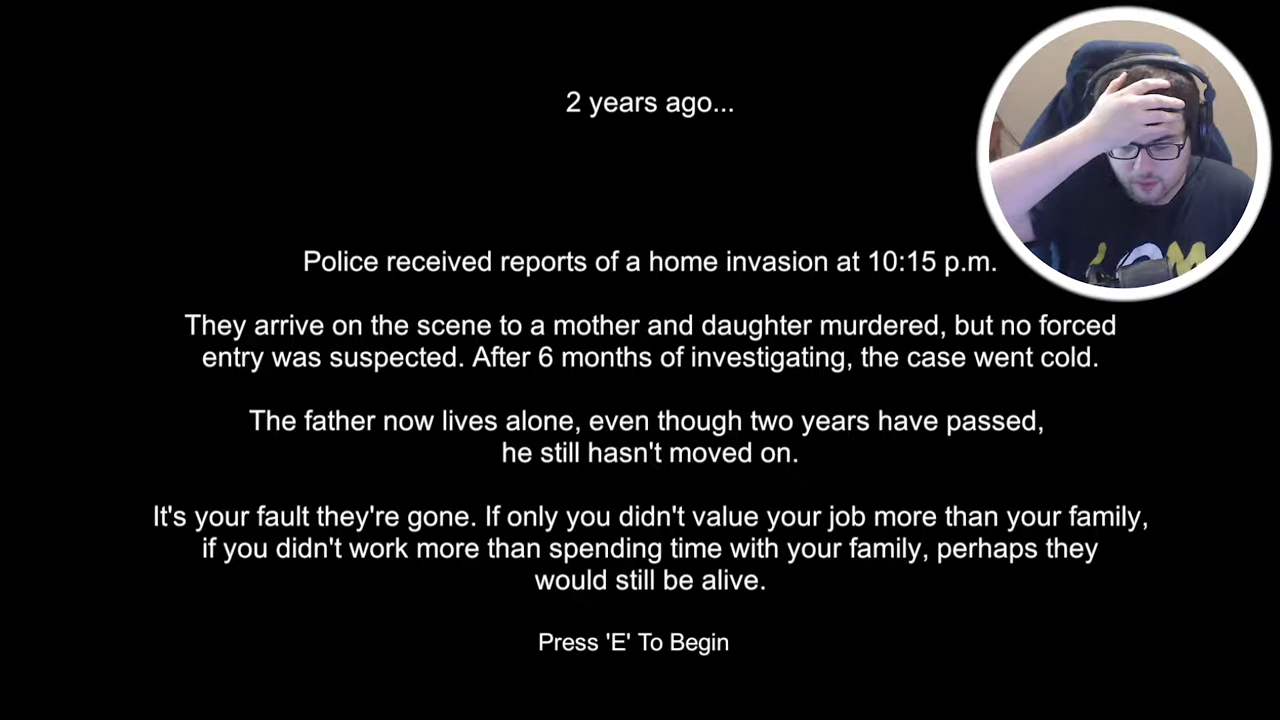 2 years ago...
Police received reports of a home invasion at 10:15 p.m.
They arrive on the scene to a mother and daughter murdered, but no forced
entry was suspected. After 6 months of investigating, the case went cold.
The father now lives alone, even though two years have passed,
he still hasn't moved on.
It's your fault they're gone. If only you didn't value your job more than your family,
if you didn't work more than spending time with your family, perhaps they
would still be alive.
Press 'E' To Begin